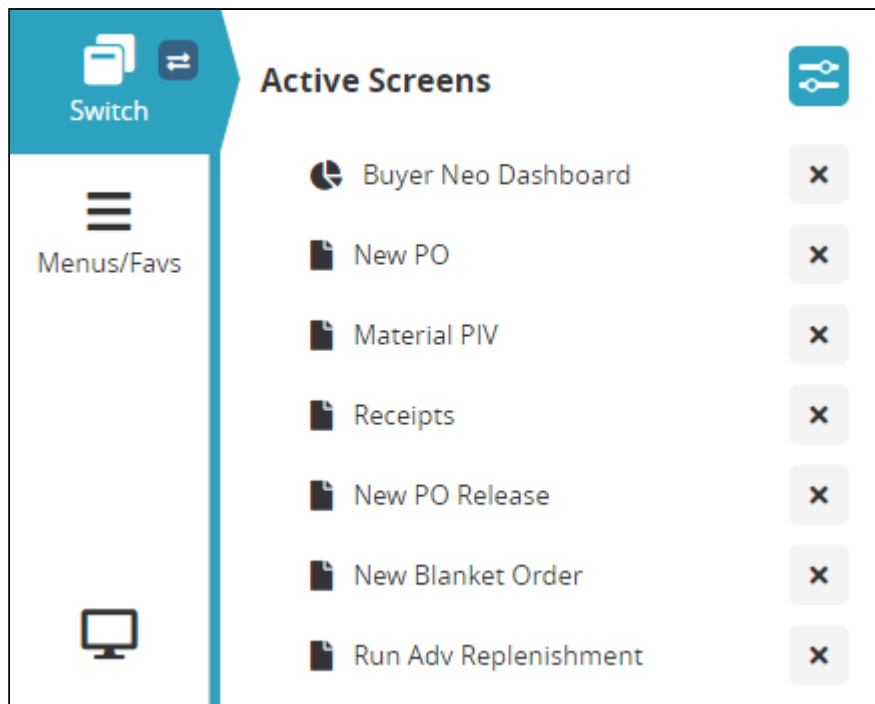 Switch
Menus/Favs
Active Screens
Buyer Neo Dashboard
New PO
Material PIV
Receipts
New PO Release
New Blanket Order
Run Adv Replenishment